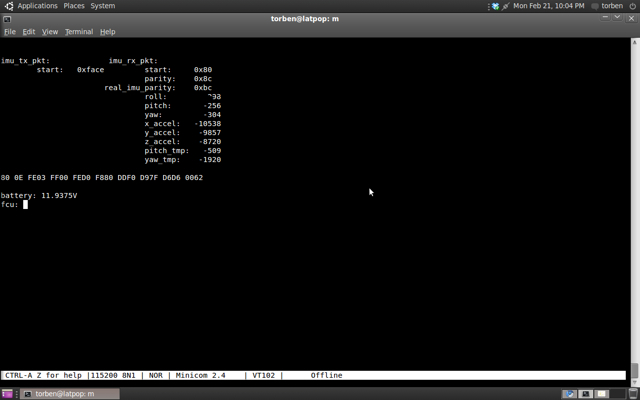 Applications Places System Mon Feb 21, 10:04 PM torben
torben@latpop: m
File Edit View Terminal Help
imu_tx_pkt: imu_rx_pkt:
start: 0xface start: 0x80
parity: 0x8c
real_imu_parity: 0xbc
roll:
pitch: -256
yaw: -304
x_accel: -10538
y_accel: -9857
z_accel: -8720
pitch_tmp: -509
yaw_tmp: -1920
80 0E FE03 FF00 FED0 F880 DDF0 D97F D6D6 0062
battery: 11.9375V
fcu:
CTRL-A Z for help |115200 8N1 | NOR | Minicom 2.4 | VT102 | Offline
torben@latpop: m